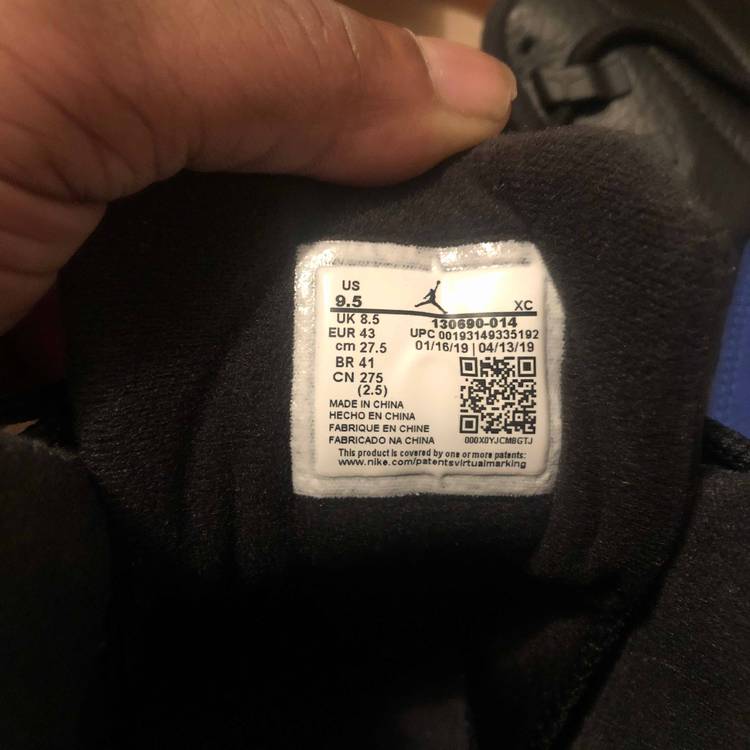 US
9.5
XC
UK 8.5
130690-014
EUR 43
UPC 00193149335192
cm 27.5
01/16/19 | 04/13/19
BR 41
CN 275
(2.5)
MADE IN CHINA
HECHO EN CHINA
FABRIQUE EN CHINE
FABRICADO NA CHINA
000X0YJCMBGTJ
This product is covered by one or more patents:
www.nike.com/patentsvirtualmarking